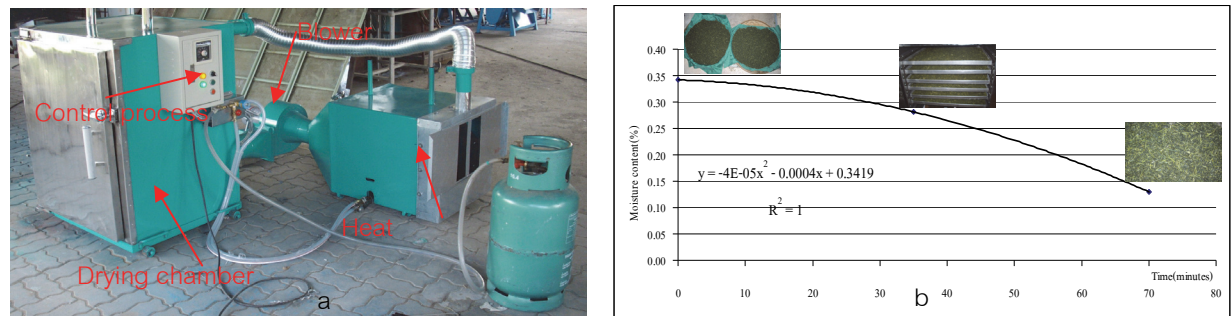 Blower
Control process
Heat
Drying chamber
a
Moisture content(%)
0.40
0.35
0.30
0.25
0.20
0.15
0.10
0.05
0.00
y = -4E-05x² - 0.0004x + 0.3419
R² = 1
Time(minutes)
0 10 20 30 40 50 60 70 80
b